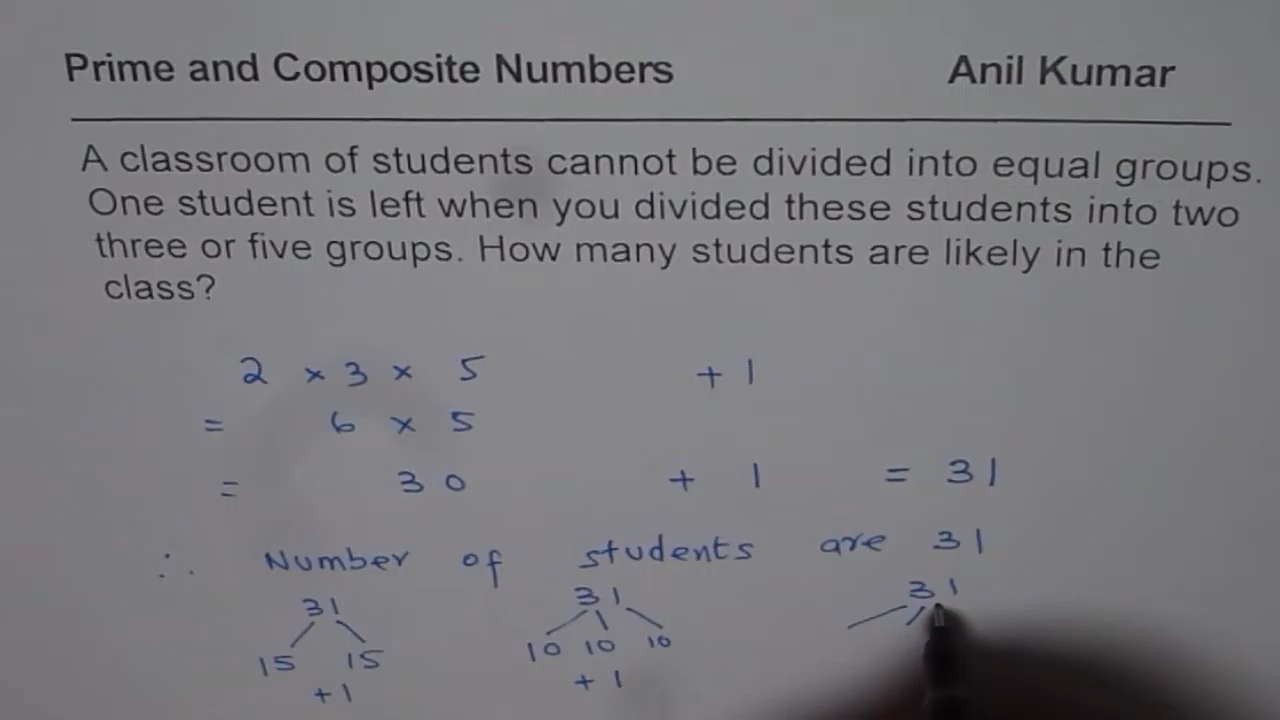 Prime and Composite Numbers Anil Kumar
A classroom of students cannot be divided into equal groups.
One student is left when you divided these students into two
three or five groups. How many students are likely in the
class?
2 × 3 × 5 + 1
= 6 × 5
= 30 + 1 = 31
∴ Number of students are 31
31 31 31
15 15 10 10 10
+1 +1